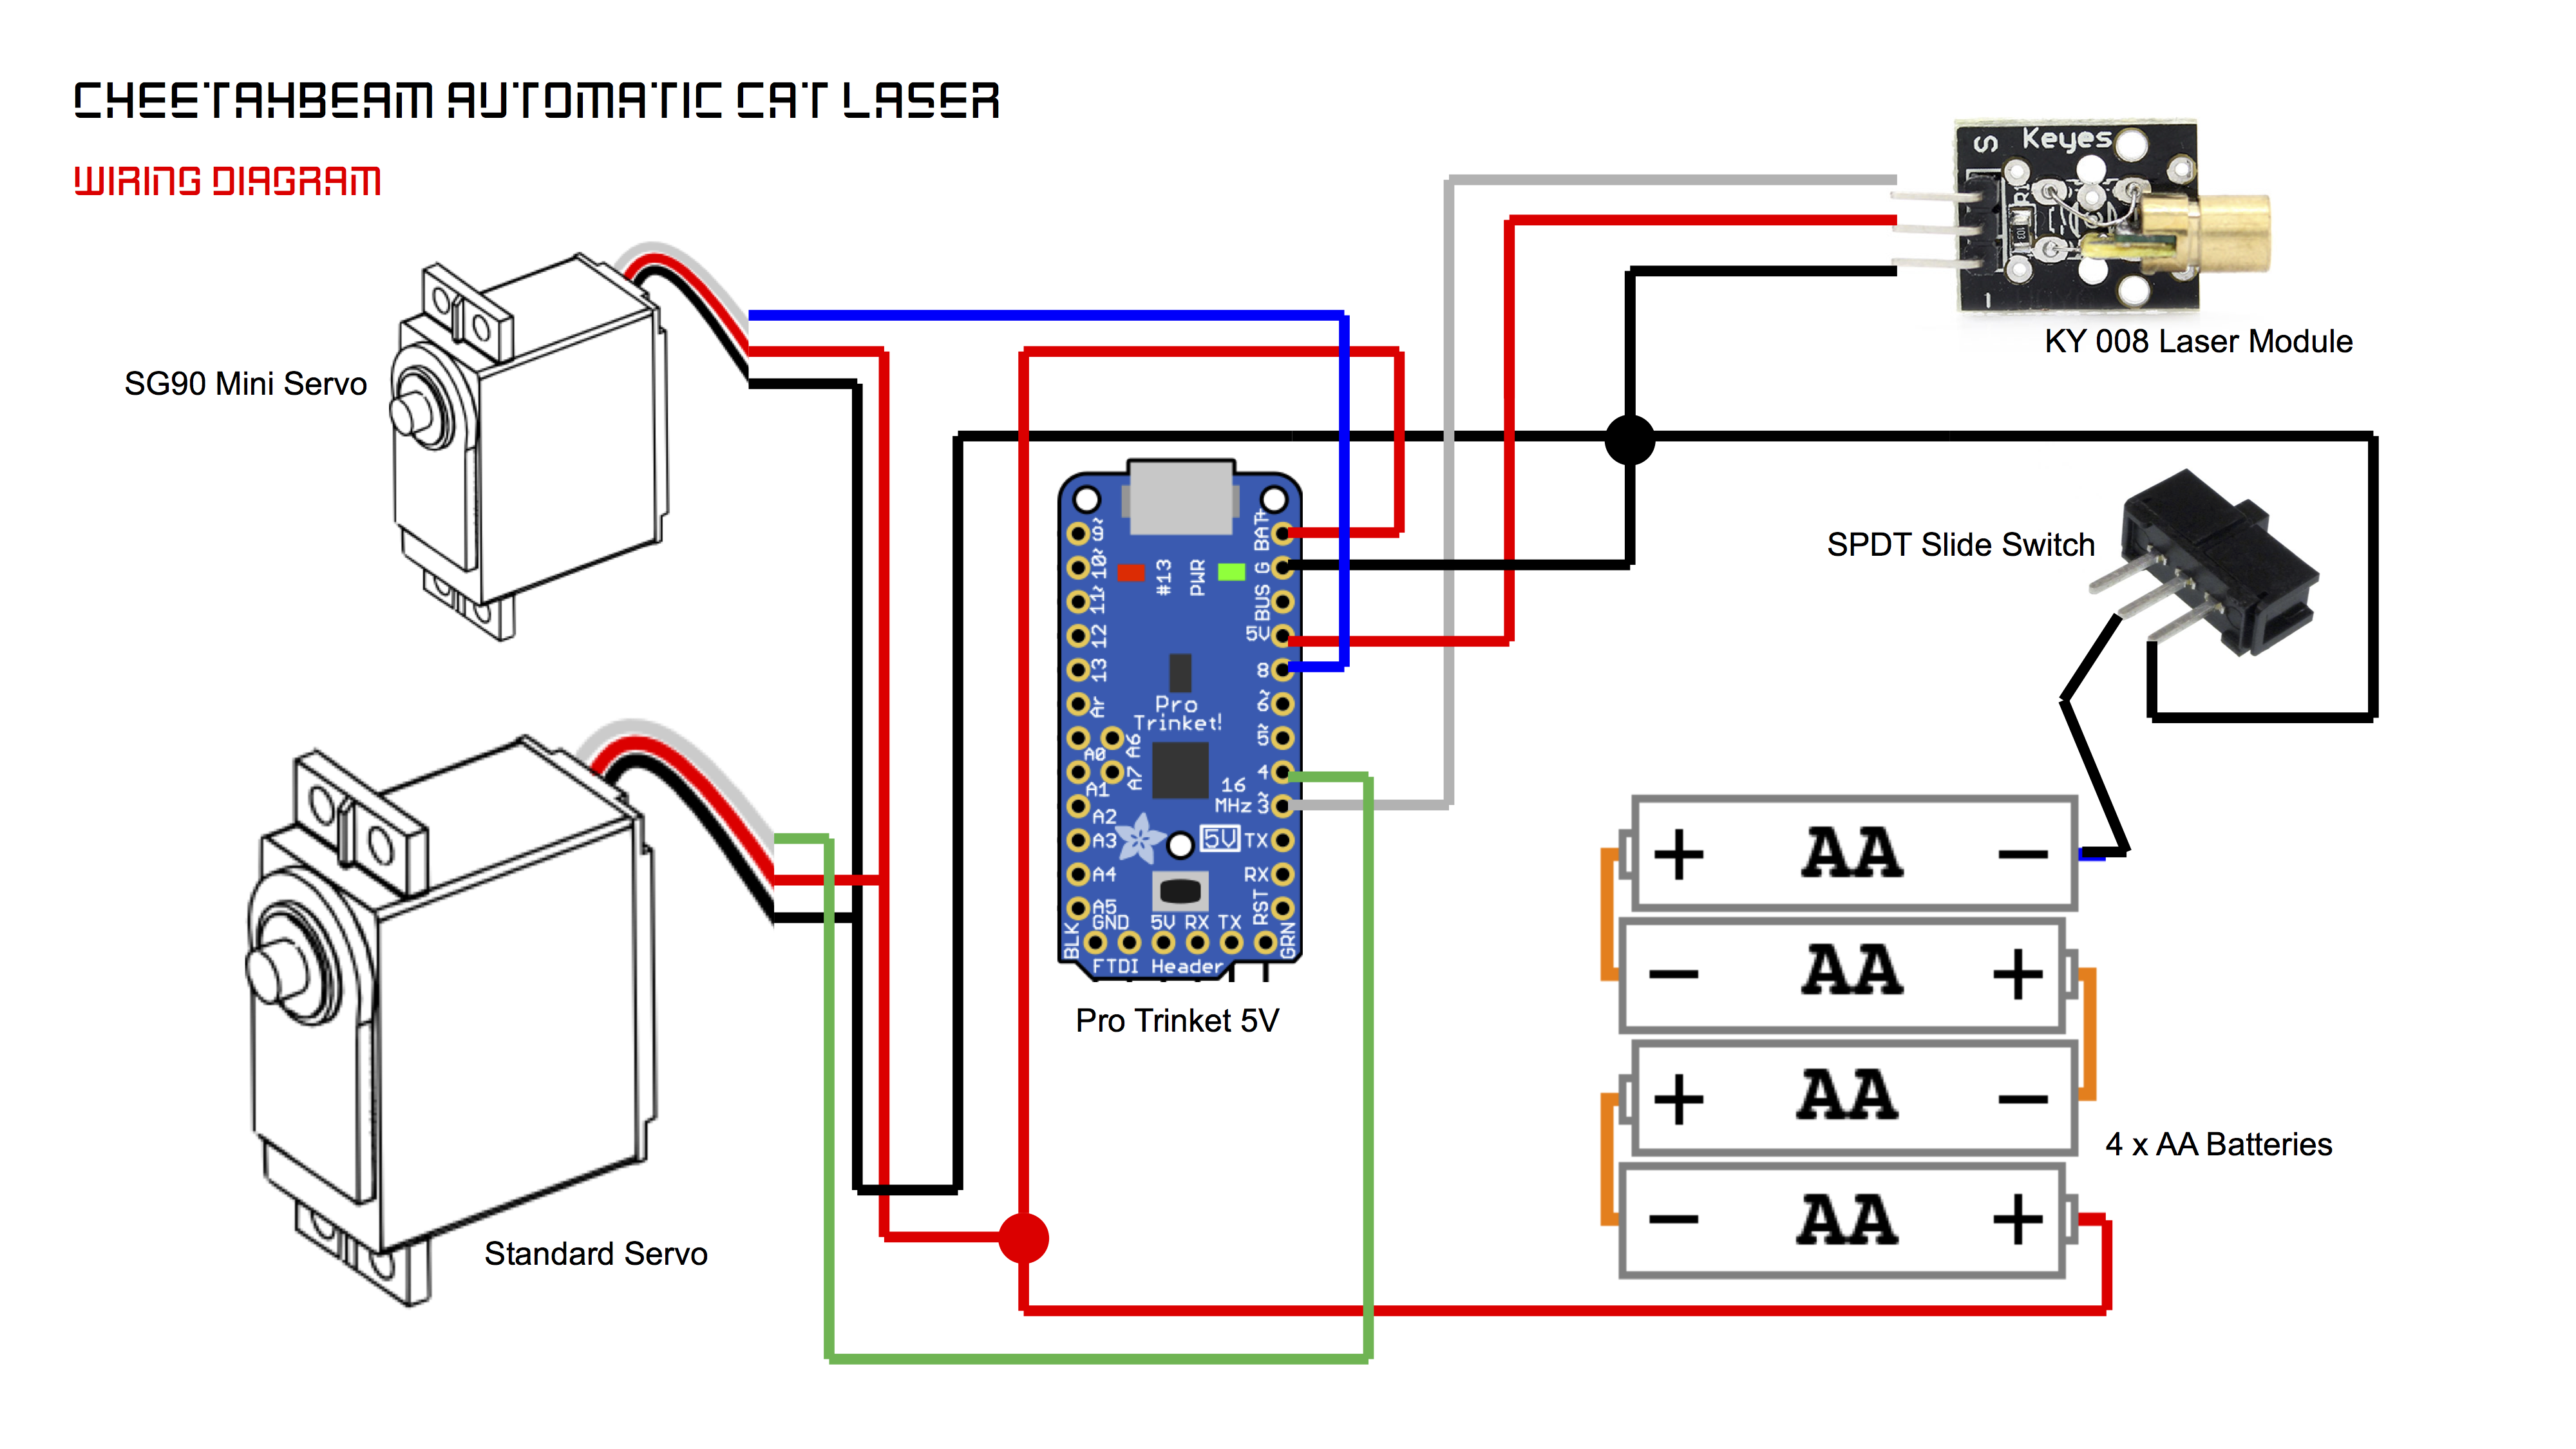 CHEETAHBEAM AUTOMATIC CAT LASER
WIRING DIAGRAM
S
Keyes
R1
103
–
KY 008 Laser Module
SG90 Mini Servo
SPDT Slide Switch
9~
10~
11~
12
13
Ar
A0
A1
A2
A3
A4
A5
A6
A7
#13
PWR
BAT+
G
BUS
5V
8
6~
5~
4
3~
TX
RX
RST
Pro
Trinket!
16
MHz
5V
GND
5V RX TX
BLK
GRN
FTDI Header
Pro Trinket 5V
+ AA –
– AA +
+ AA –
– AA +
4 x AA Batteries
Standard Servo